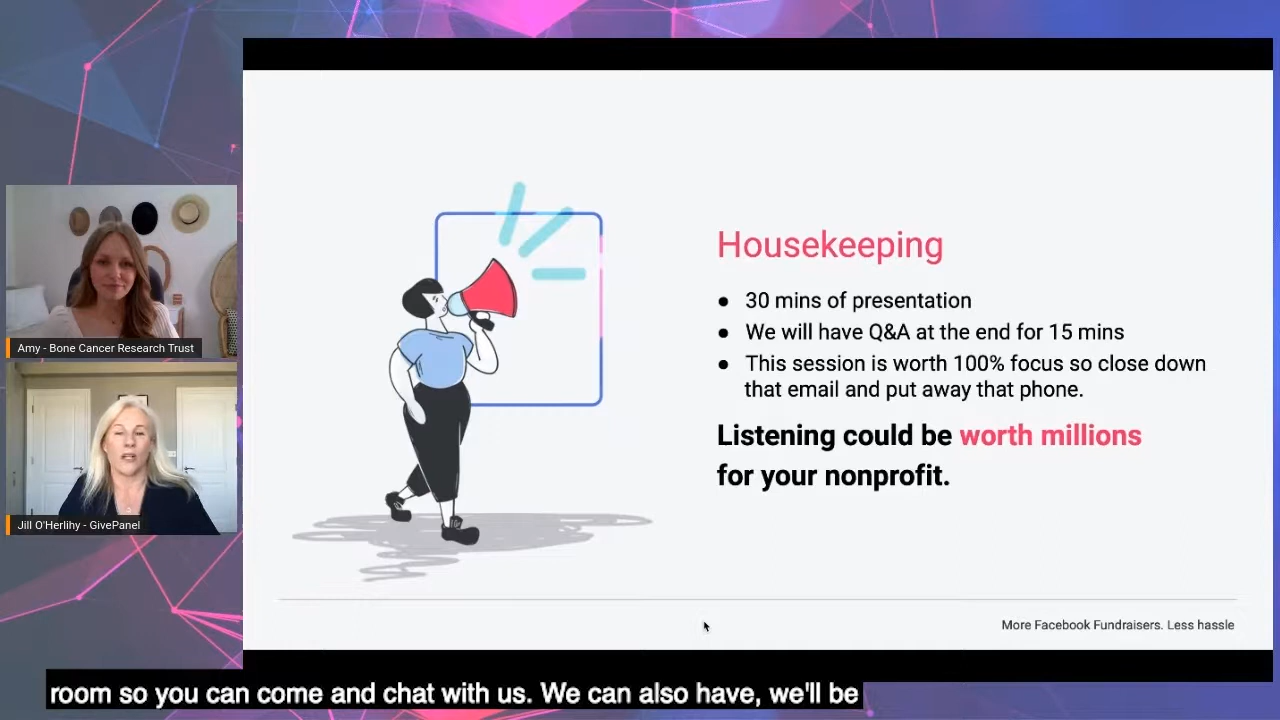 Amy - Bone Cancer Research Trust
Jill O'Herlihy - GivePanel
Housekeeping
● 30 mins of presentation
● We will have Q&A at the end for 15 mins
● This session is worth 100% focus so close down
that email and put away that phone.
Listening could be worth millions
for your nonprofit.
More Facebook Fundraisers. Less hassle
room so you can come and chat with us. We can also have, we'll be